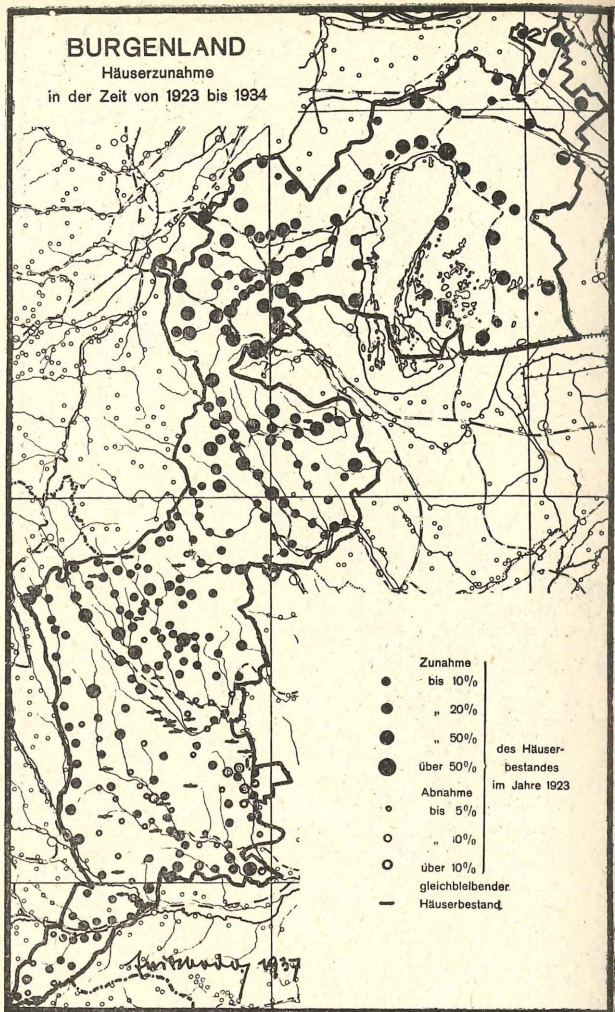 BURGENLAND
Häuserzunahme
in der Zeit von 1923 bis 1934
Zunahme
bis 10%
„ 20%
„ 50%
über 50%
des Häuser-
bestandes
im Jahre 1923
Abnahme
bis 5%
„ 10%
über 10%
gleichbleibender
Häuserbestand
1937